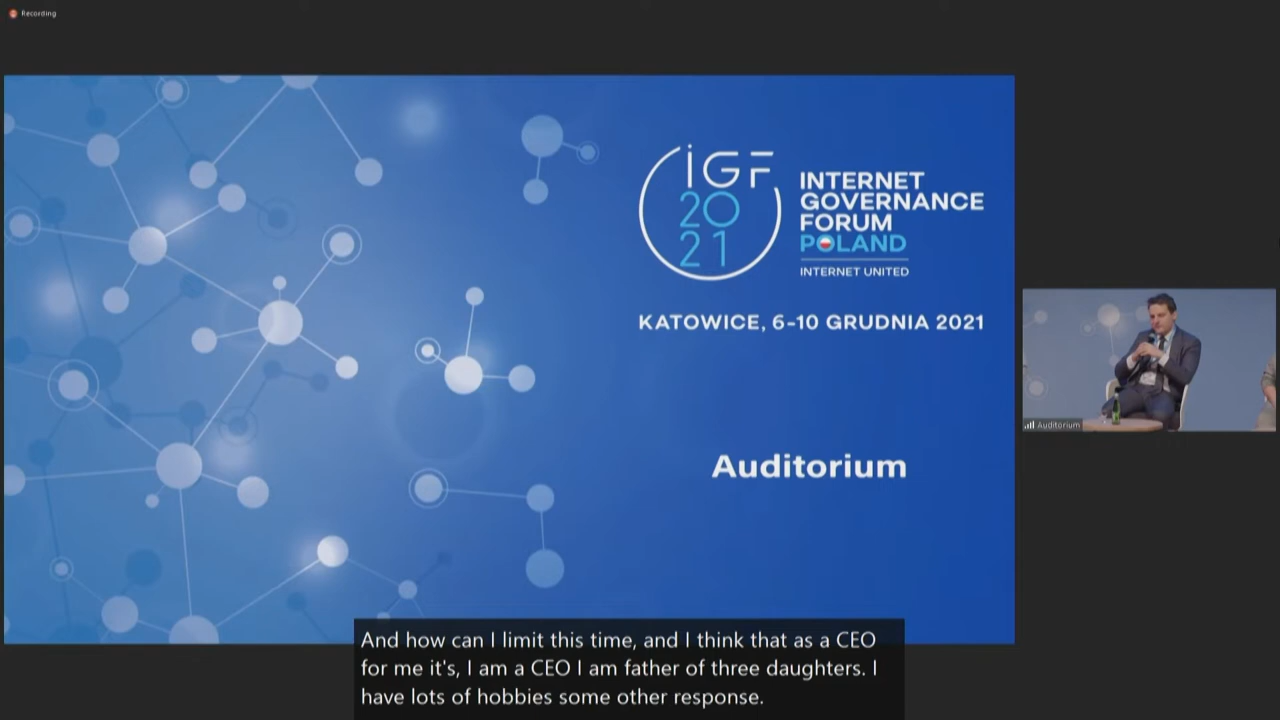 Recording
iGF
20
21
INTERNET
GOVERNANCE
FORUM
POLAND
INTERNET UNITED
KATOWICE, 6-10 GRUDNIA 2021
Auditorium
Auditorium
And how can I limit this time, and I think that as a CEO
for me it's, I am a CEO I am father of three daughters. I
have lots of hobbies some other response.